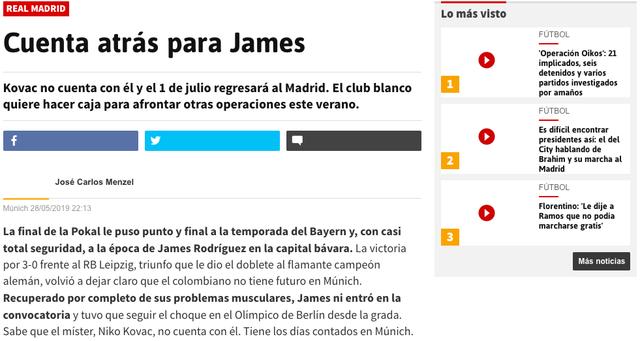 REAL MADRID
Cuenta atrás para James
Kovac no cuenta con él y el 1 de julio regresará al Madrid. El club blanco
quiere hacer caja para afrontar otras operaciones este verano.
José Carlos Menzel
Múnich 28/05/2019 22:13
La final de la Pokal le puso punto y final a la temporada del Bayern y, con casi
total seguridad, a la época de James Rodríguez en la capital bávara. La victoria
por 3-0 frente al RB Leipzig, triunfo que le dio el doblete al flamante campeón
alemán, volvió a dejar claro que el colombiano no tiene futuro en Múnich.
Recuperado por completo de sus problemas musculares, James ni entró en la
convocatoria y tuvo que seguir el choque en el Olímpico de Berlín desde la grada.
Sabe que el míster, Niko Kovac, no cuenta con él. Tiene los días contados en Múnich.
Lo más visto
FÚTBOL
'Operación Oikos': 21
implicados, seis
detenidos y varios
partidos investigados
por amaños
1
FÚTBOL
Es difícil encontrar
presidentes así: el del
City hablando de
Brahim y su marcha al
Madrid
2
FÚTBOL
Florentino: 'Le dije a
Ramos que no podía
marcharse gratis'
3
Más noticias